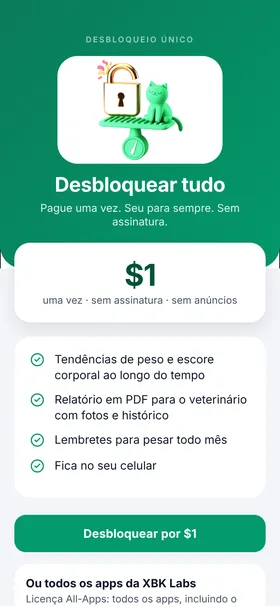 DESBLOQUEIO ÚNICO
Desbloquear tudo
Pague uma vez. Seu para sempre. Sem
assinatura.
$1
uma vez · sem assinatura · sem anúncios
Tendências de peso e escore
corporal ao longo do tempo
Relatório em PDF para o veterinário
com fotos e histórico
Lembretes para pesar todo mês
Fica no seu celular
Desbloquear por $1
Ou todos os apps da XBK Labs
Licença All-Apps: todos os apps, incluindo o